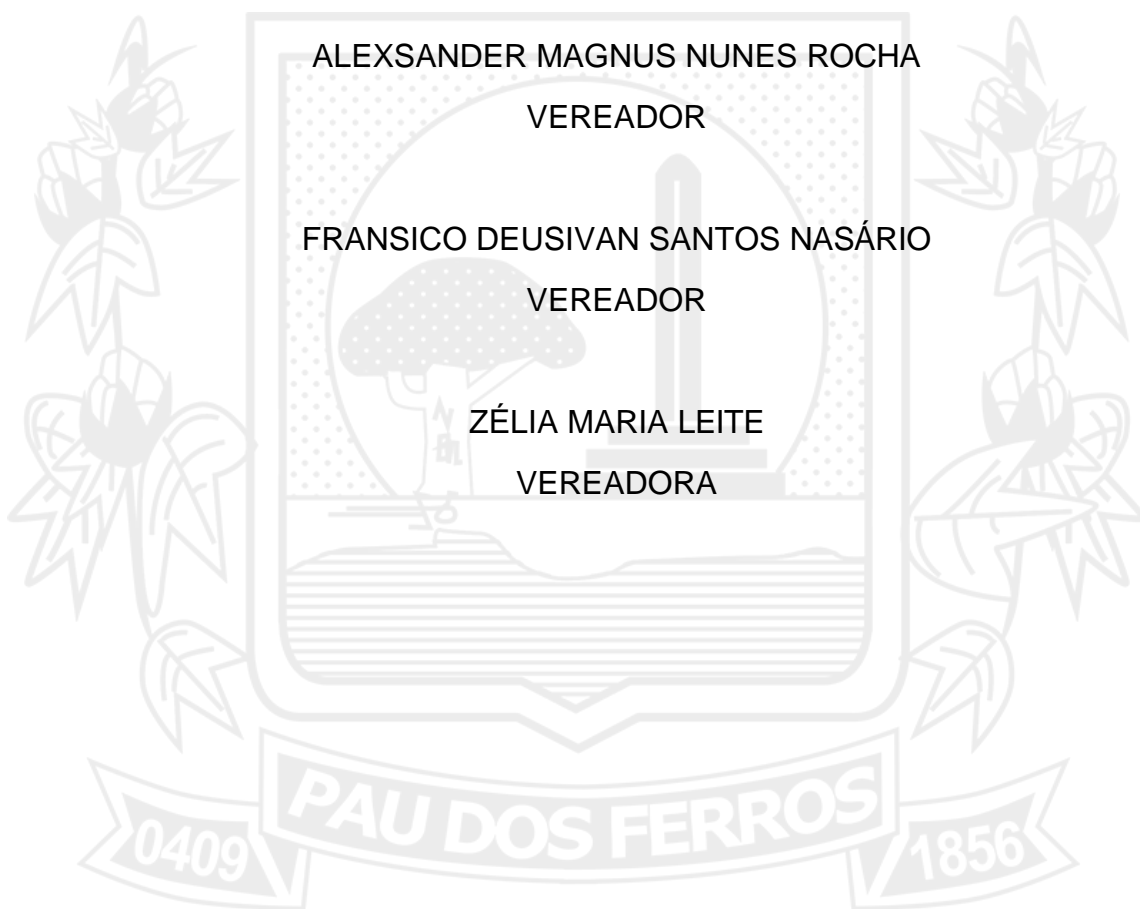 ALEXSANDER MAGNUS NUNES ROCHA
VEREADOR
FRANSICO DEUSIVAN SANTOS NASÁRIO
VEREADOR
ZÉLIA MARIA LEITE
VEREADORA
PAU DOS FERROS
0409 1856